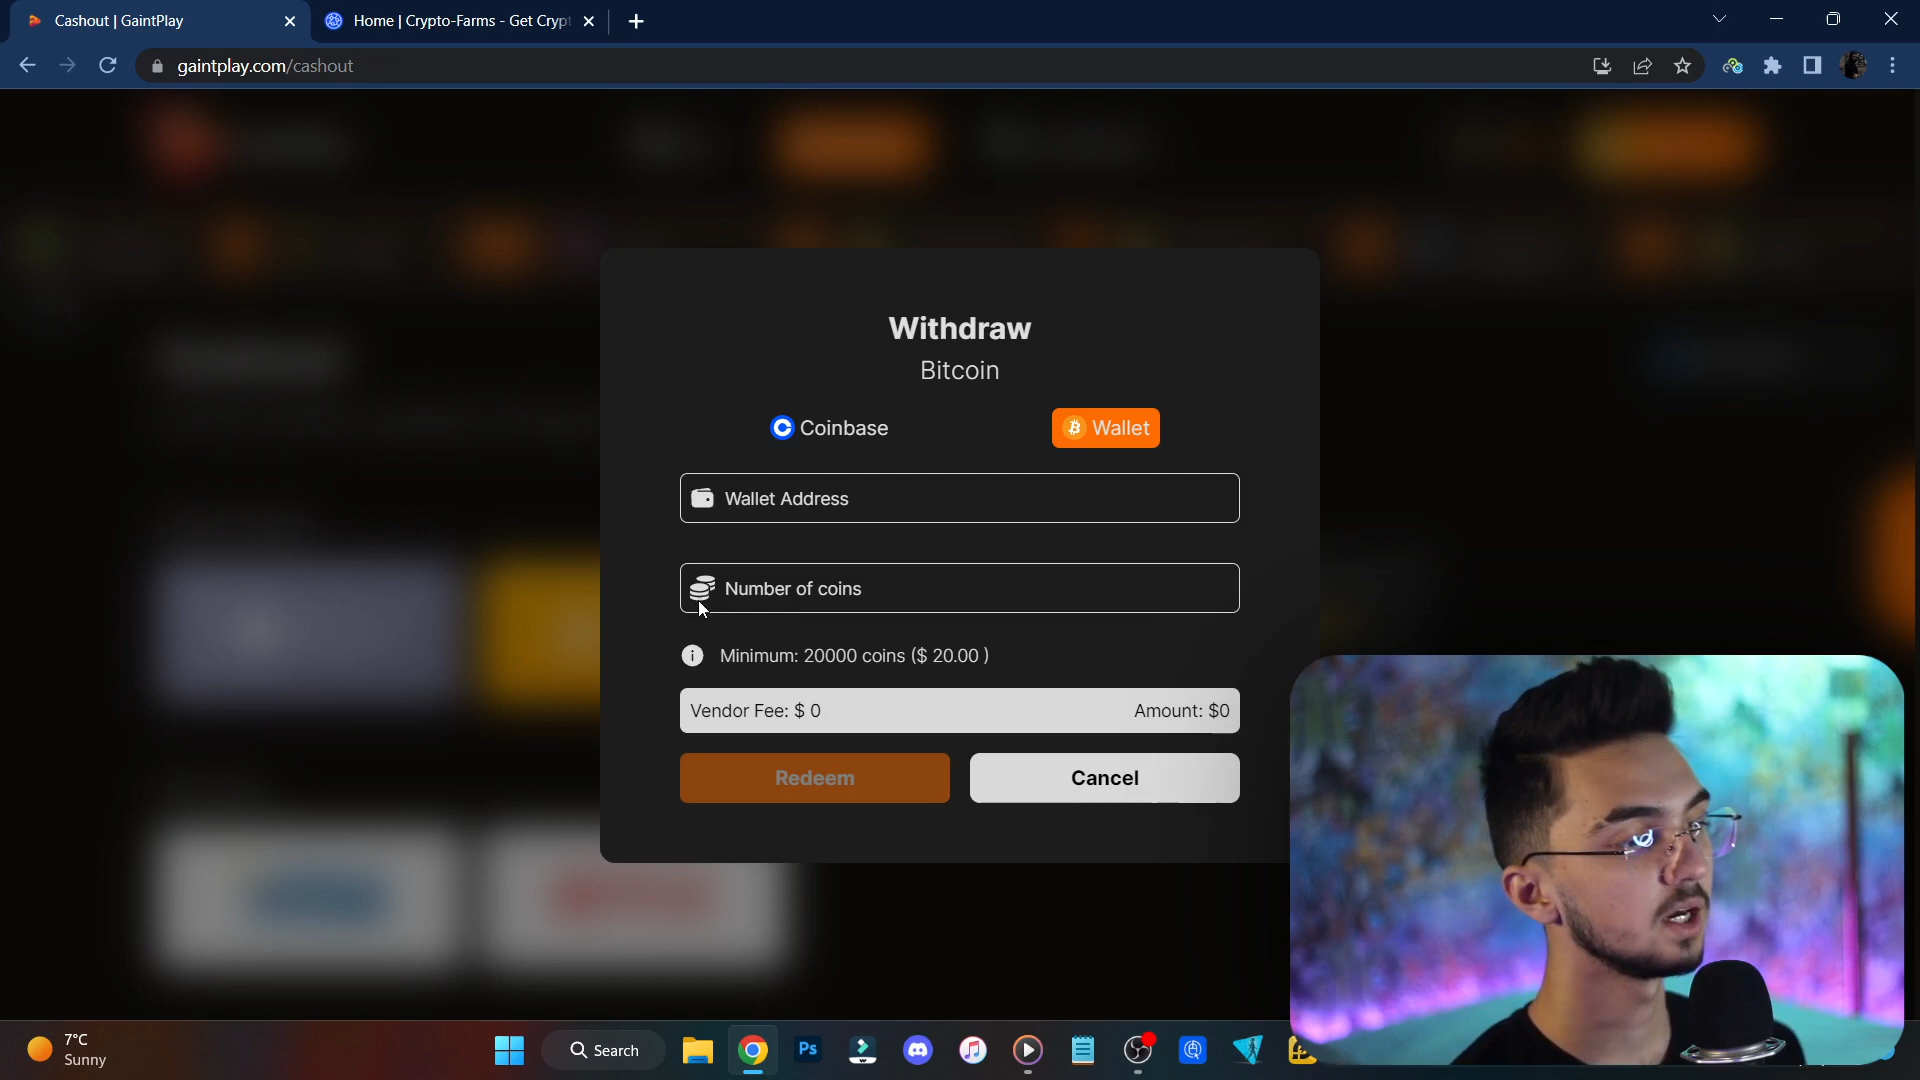 Cashout | GaintPlay
Home | Crypto-Farms - Get Crypt
gaintplay.com/cashout
Withdraw
Bitcoin
Coinbase
Wallet
Wallet Address
Number of coins
Minimum: 20000 coins ($ 20.00 )
Vendor Fee: $ 0
Amount: $0
Redeem
Cancel
7°C
Sunny
Search
Ps